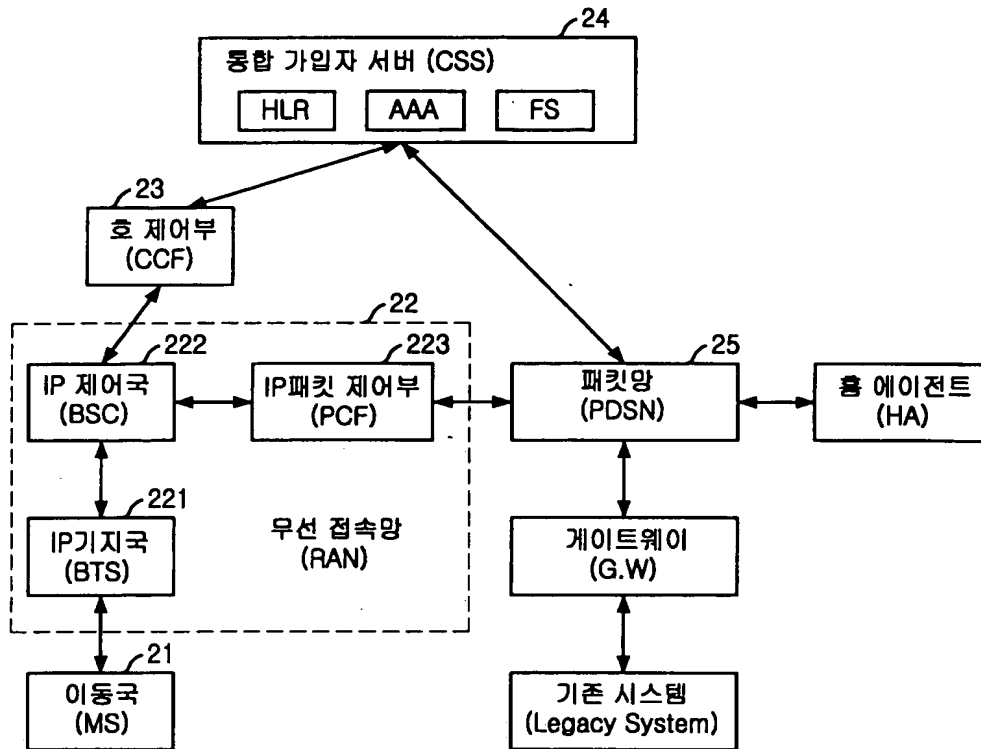 24
통합 가입자 서버 (CSS)
HLR AAA FS
23
호 제어부
(CCF)
22
222
IP 제어국
(BSC)
223
IP패킷 제어부
(PCF)
25
패킷망
(PDSN)
홈 에이전트
(HA)
221
IP기지국
(BTS)
무선 접속망
(RAN)
게이트웨이
(G.W)
21
이동국
(MS)
기존 시스템
(Legacy System)